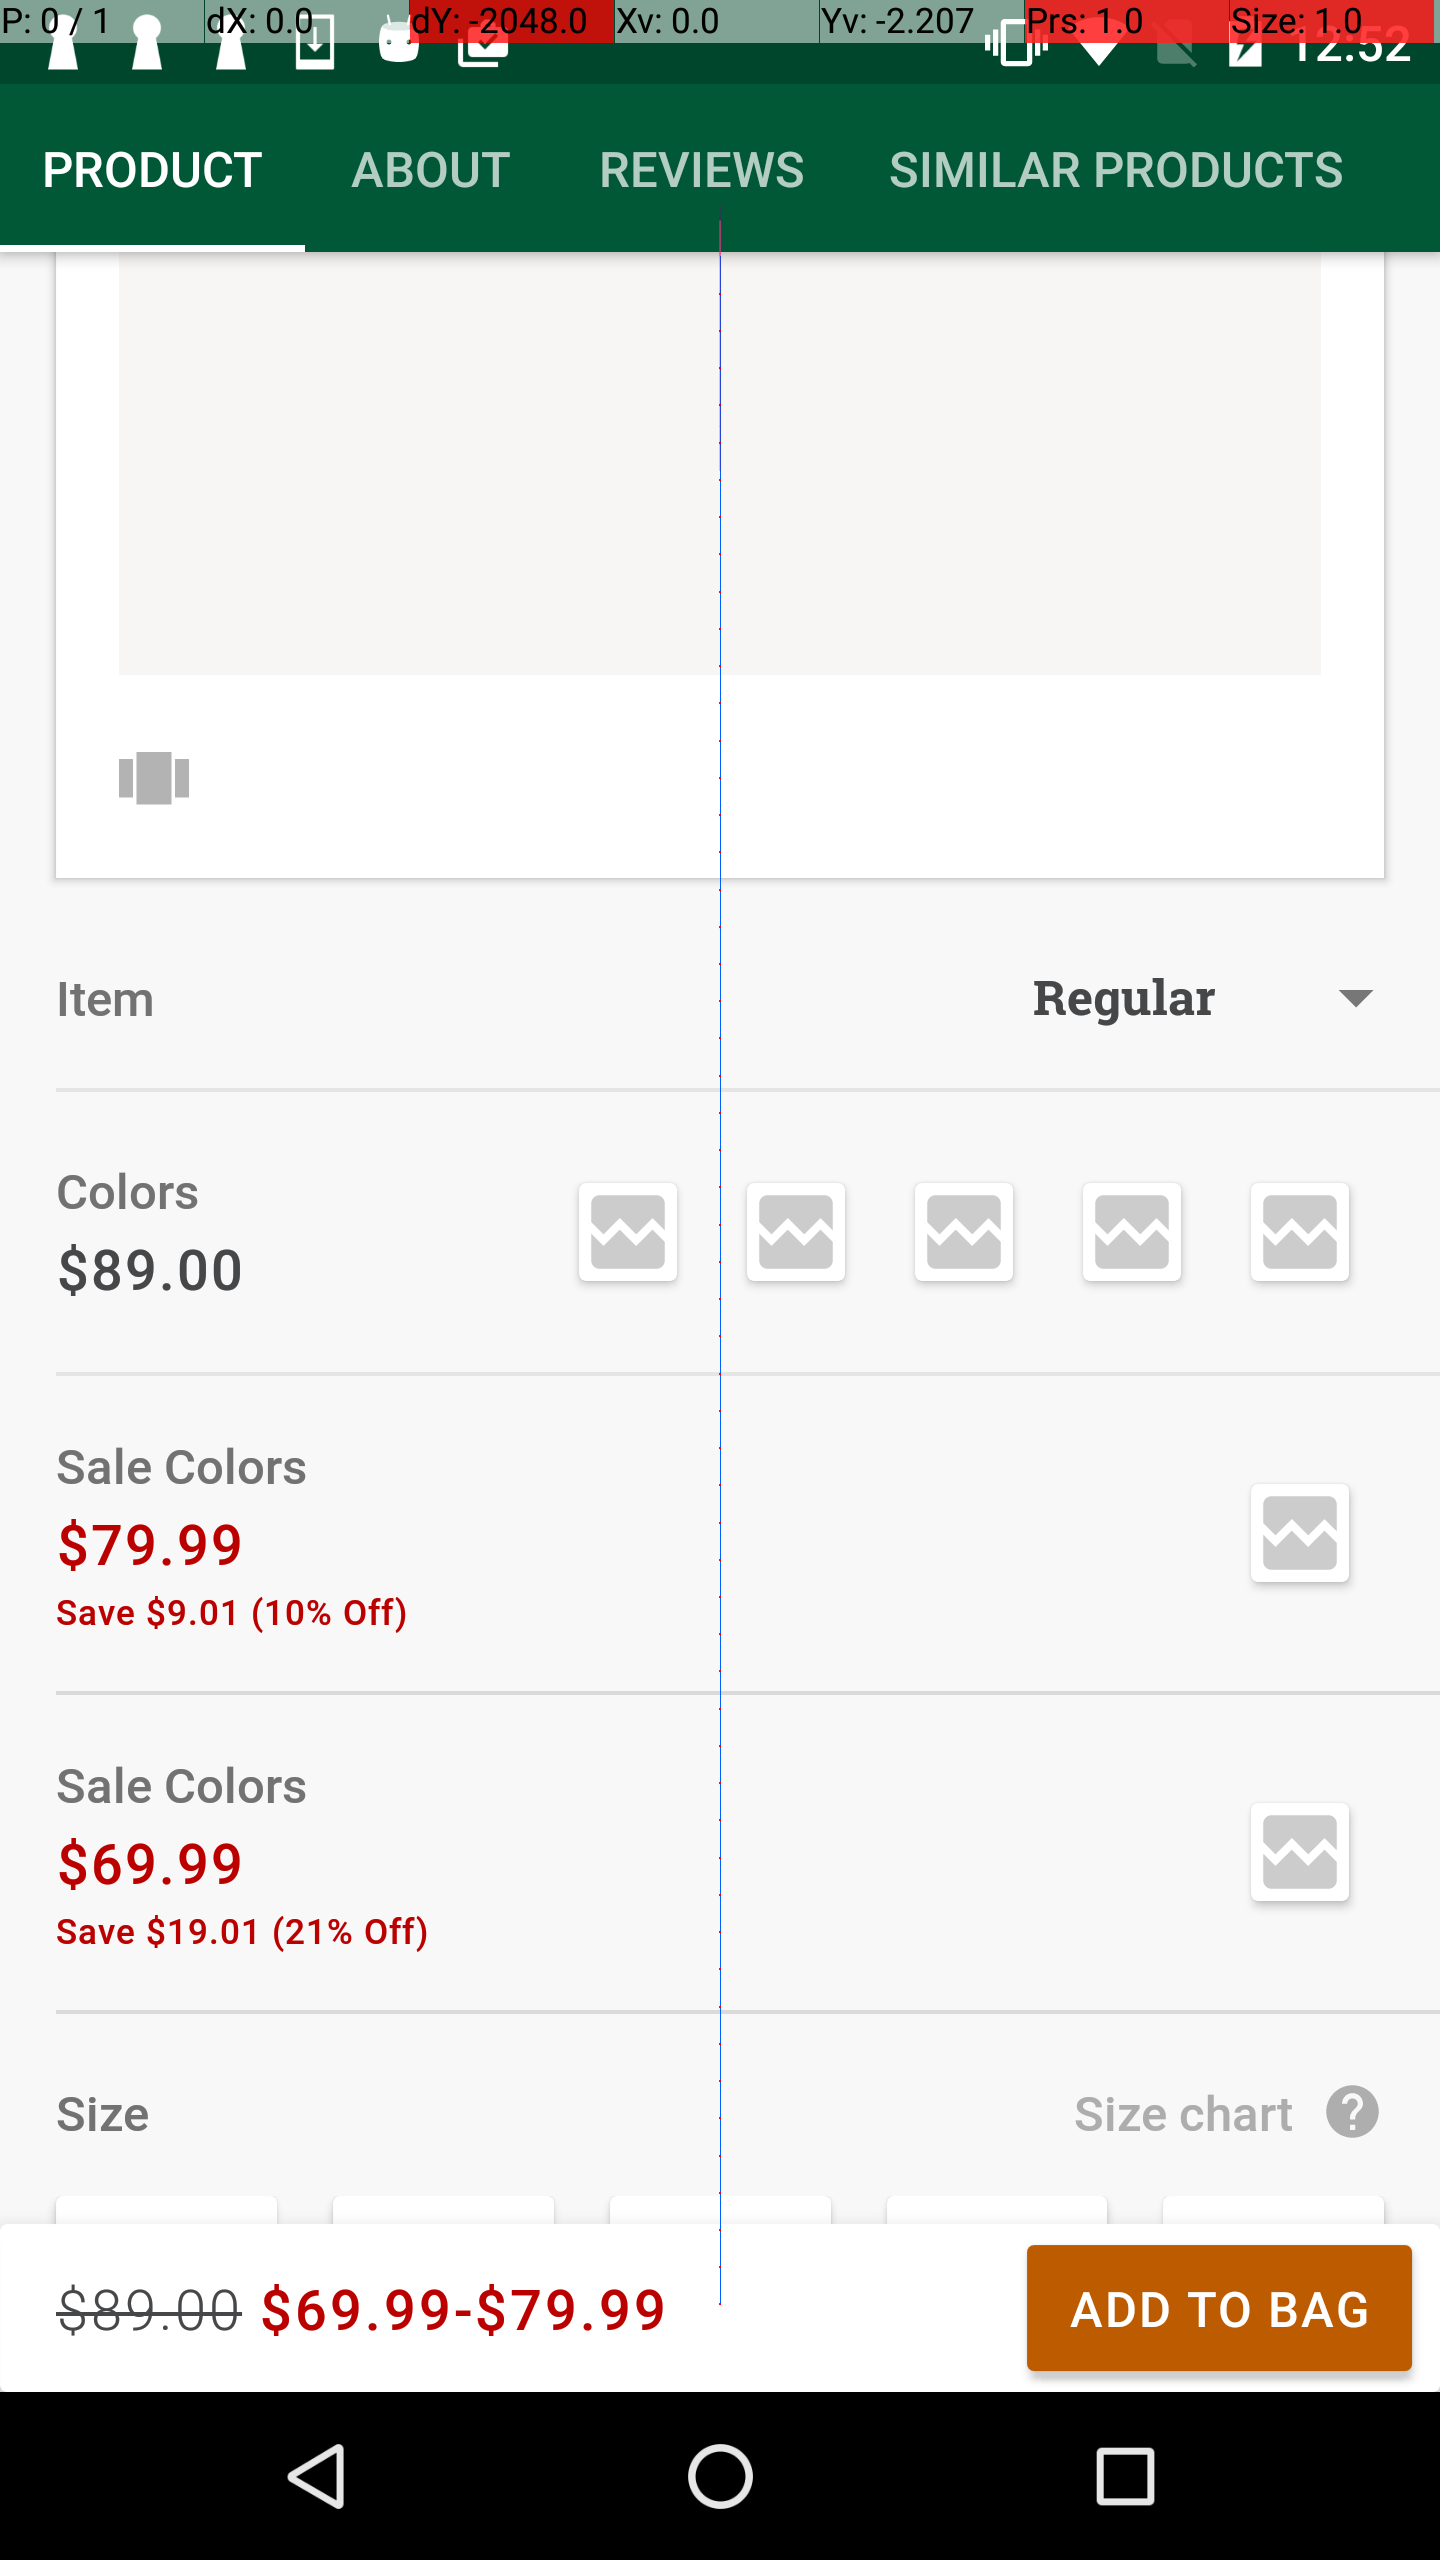 P: 0 / 1 dX: 0.0 dY: -2048.0 Xv: 0.0 Yv: -2.207 Prs: 1.0 Size: 1.0
12:52
PRODUCT ABOUT REVIEWS SIMILAR PRODUCTS
Item Regular
Colors
$89.00
Sale Colors
$79.99
Save $9.01 (10% Off)
Sale Colors
$69.99
Save $19.01 (21% Off)
Size Size chart ?
$89.00 $69.99-$79.99 ADD TO BAG